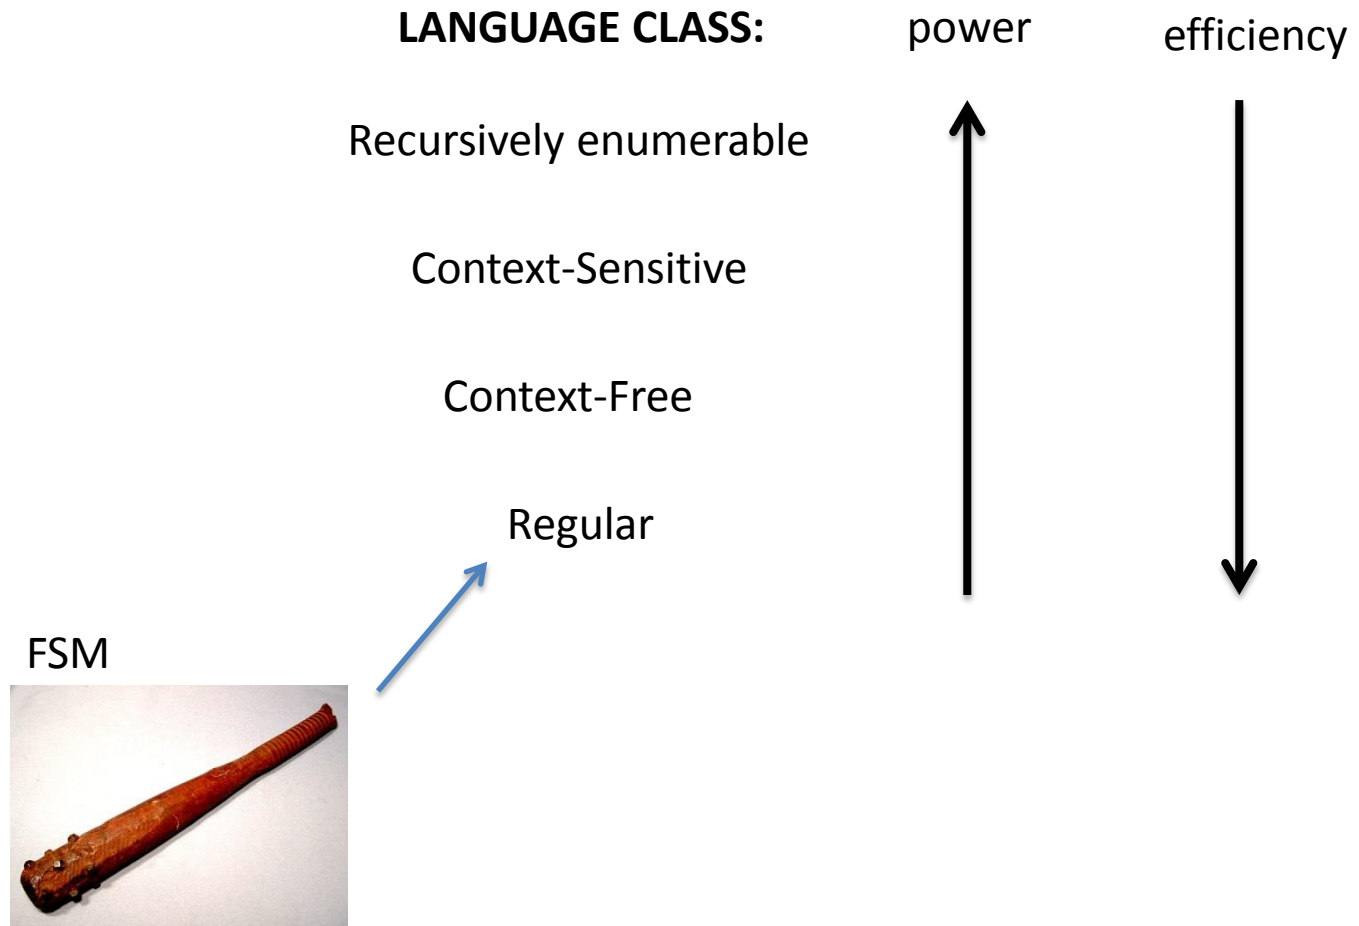 LANGUAGE CLASS:
power
efficiency
Recursively enumerable
Context-Sensitive
Context-Free
Regular
FSM